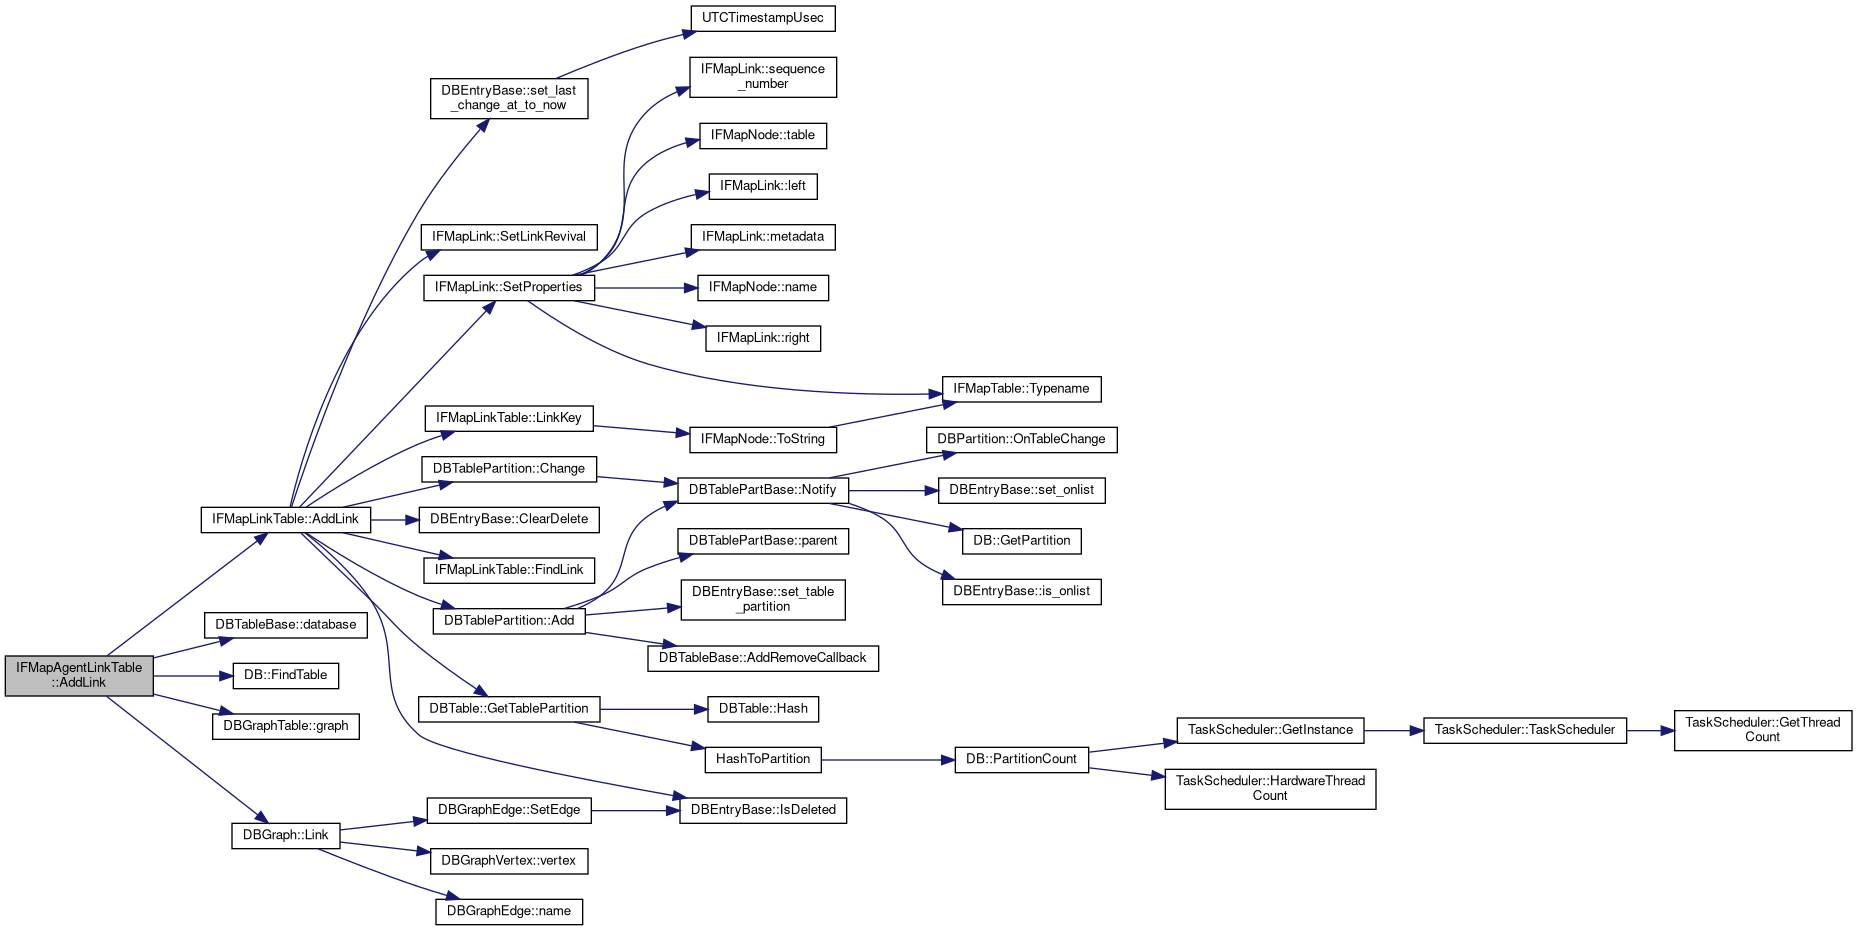 UTCTimestampUsec
IFMapLink::sequence
_number
DBEntryBase::set_last
_change_at_to_now
IFMapNode::table
IFMapLink::left
IFMapLink::SetLinkRevival
IFMapLink::metadata
IFMapLink::SetProperties
IFMapNode::name
IFMapLink::right
IFMapTable::Typename
IFMapLinkTable::LinkKey
IFMapNode::ToString
DBPartition::OnTableChange
DBTablePartition::Change
DBTablePartBase::Notify
DBEntryBase::set_onlist
IFMapLinkTable::AddLink
DBEntryBase::ClearDelete
DBTablePartBase::parent
DB::GetPartition
IFMapLinkTable::FindLink
DBEntryBase::set_table
_partition
DBEntryBase::is_onlist
DBTableBase::database
DBTablePartition::Add
DBTableBase::AddRemoveCallback
IFMapAgentLinkTable
::AddLink
DB::FindTable
DBGraphTable::graph
DBTable::GetTablePartition
DBTable::Hash
HashToPartition
DB::PartitionCount
TaskScheduler::GetInstance
TaskScheduler::TaskScheduler
TaskScheduler::GetThread
Count
TaskScheduler::HardwareThread
Count
DBGraph::Link
DBGraphEdge::SetEdge
DBEntryBase::IsDeleted
DBGraphVertex::vertex
DBGraphEdge::name